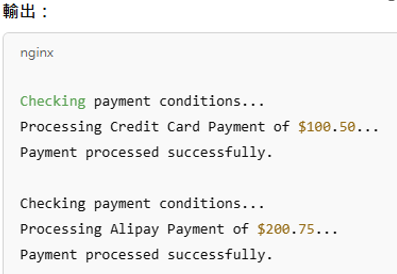 輸出：
nginx
Checking payment conditions...
Processing Credit Card Payment of $100.50...
Payment processed successfully.
Checking payment conditions...
Processing Alipay Payment of $200.75...
Payment processed successfully.